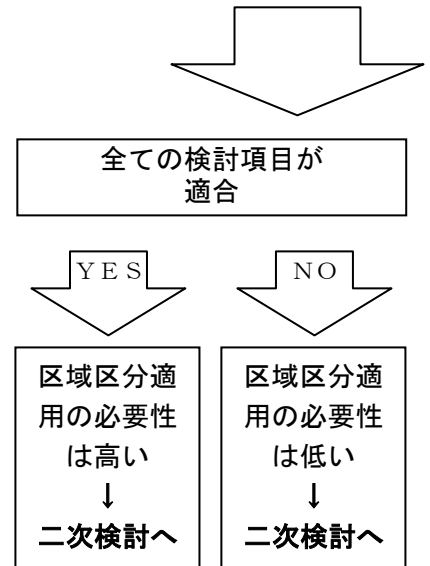 全ての検討項目が
適合
ＹＥＳ
ＮＯ
区域区分適
用の必要性
は高い
↓
二次検討へ
区域区分適
用の必要性
は低い
↓
二次検討へ